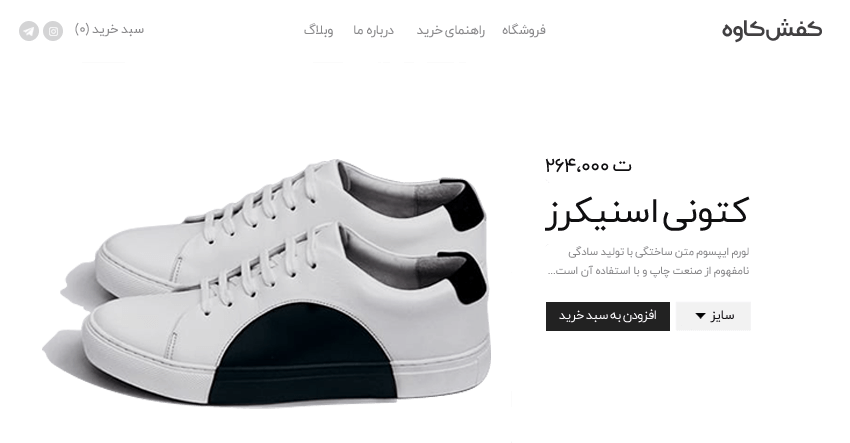 کفش کاوه
فروشگاه
راهنمای خرید
درباره ما
وبلاگ
سبد خرید (۰)
ت ۲۶۴,۰۰۰
کتونی اسنیکرز
لورم ایپسوم متن ساختگی با تولید سادگی
نامفهوم از صنعت چاپ و با استفاده آن است...
سایز
افزودن به سبد خرید